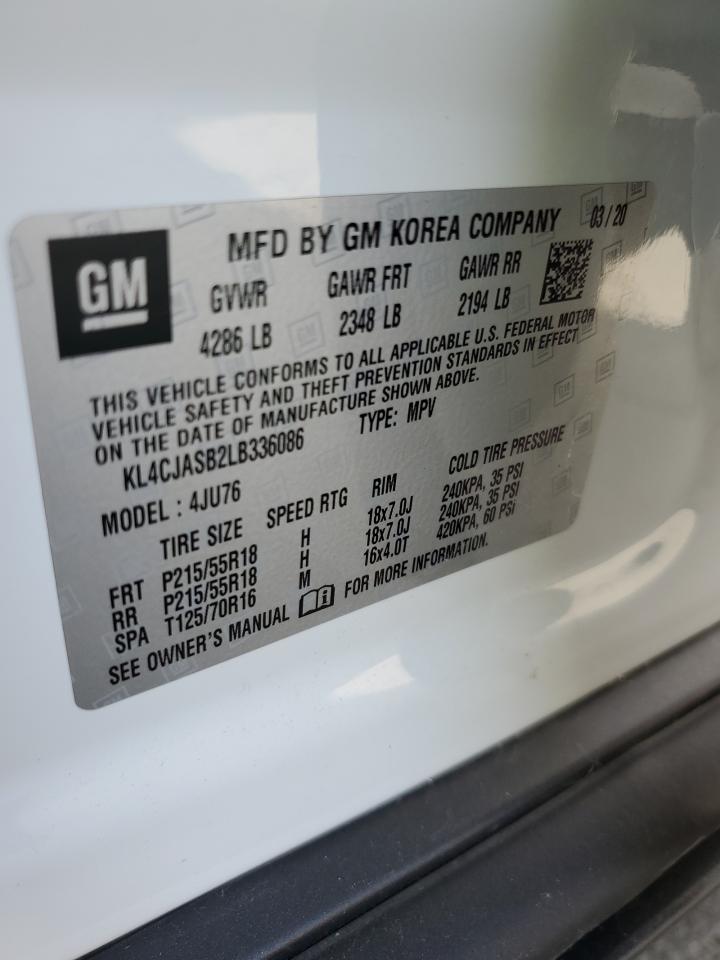 GM
MFD BY GM KOREA COMPANY 03/20
GVWR GAWR FRT GAWR RR
4286 LB 2348 LB 2194 LB
THIS VEHICLE CONFORMS TO ALL APPLICABLE U.S. FEDERAL MOTOR
VEHICLE SAFETY AND THEFT PREVENTION STANDARDS IN EFFECT
ON THE DATE OF MANUFACTURE SHOWN ABOVE.
KL4CJASB2LB336086 TYPE: MPV
MODEL : 4JU76
TIRE SIZE SPEED RTG RIM COLD TIRE PRESSURE
FRT P215/55R18 H 18x7.0J 240KPA, 35 PSI
RR P215/55R18 H 18x7.0J 240KPA, 35 PSI
SPA T125/70R16 M 16x4.0T 420KPA, 60 PSI
SEE OWNER'S MANUAL FOR MORE INFORMATION.